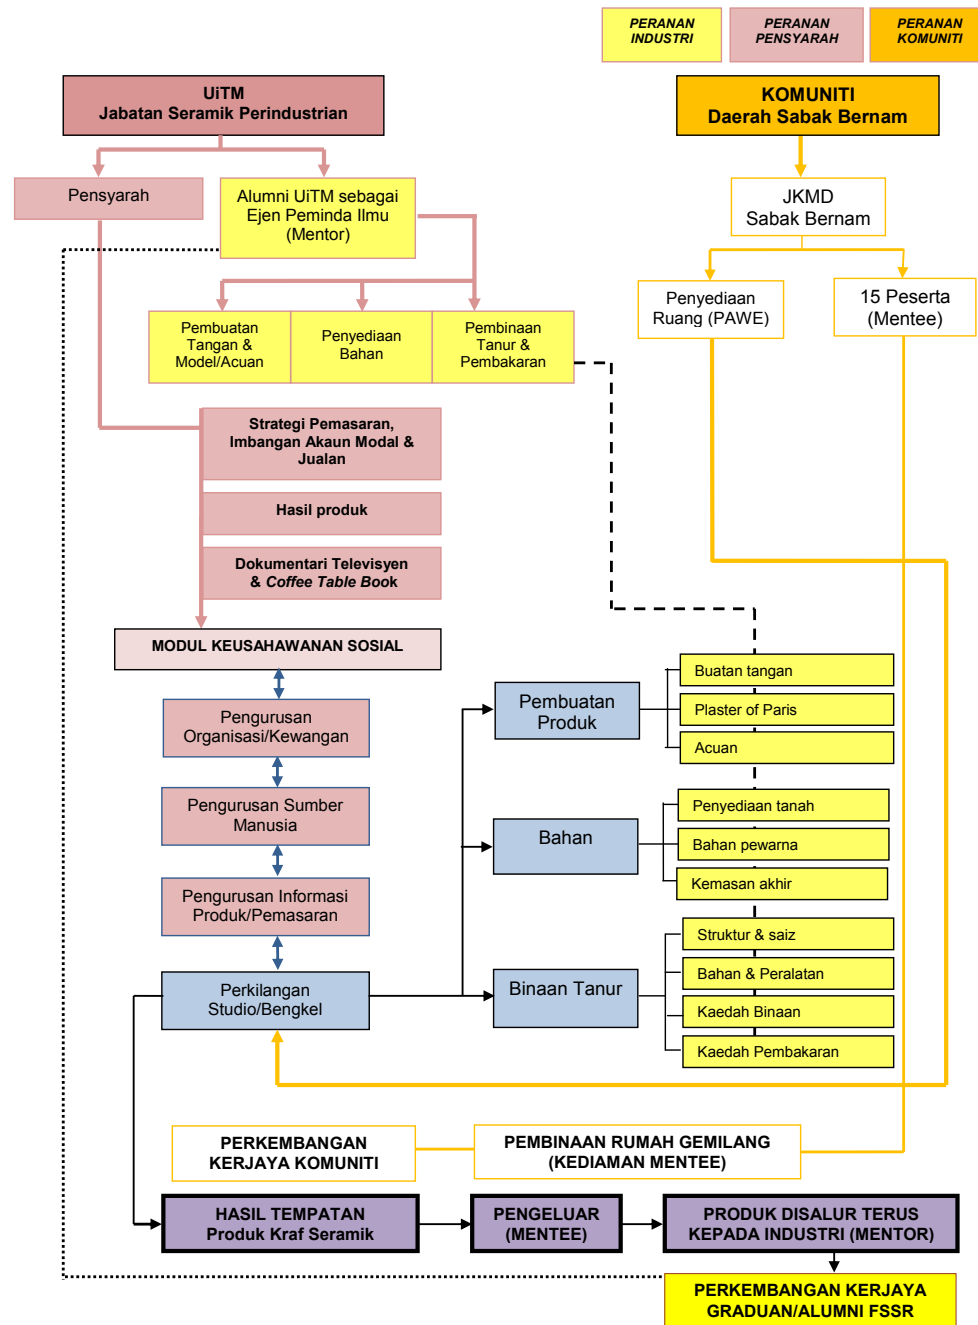 PERANAN
INDUSTRI
PERANAN
PENSYARAH
PERANAN
KOMUNITI
UiTM
Jabatan Seramik Perindustrian
KOMUNITI
Daerah Sabak Bernam
Pensyarah
Alumni UiTM sebagai
Ejen Peminda Ilmu
(Mentor)
JKMD
Sabak Bernam
Penyediaan
Ruang (PAWE)
15 Peserta
(Mentee)
Pembuatan
Tangan &
Model/Acuan
Penyediaan
Bahan
Pembinaan
Tanur &
Pembakaran
Strategi Pemasaran,
Imbangan Akaun Modal &
Jualan
Hasil produk
Dokumentari Televisyen
& Coffee Table Book
MODUL KEUSAHAWANAN SOSIAL
Pengurusan
Organisasi/Kewangan
Pengurusan Sumber
Manusia
Pengurusan Informasi
Produk/Pemasaran
Perkilangan
Studio/Bengkel
Pembuatan
Produk
Buatan tangan
Plaster of Paris
Acuan
Bahan
Penyediaan tanah
Bahan pewarna
Kemasan akhir
Binaan Tanur
Struktur & saiz
Bahan & Peralatan
Kaedah Binaan
Kaedah Pembakaran
PERKEMBANGAN
KERJAYA KOMUNITI
PEMBINAAN RUMAH GEMILANG
(KEDIAMAN MENTEE)
HASIL TEMPATAN
Produk Kraf Seramik
PENGELUAR
(MENTEE)
PRODUK DISALUR TERUS
KEPADA INDUSTRI (MENTOR)
PERKEMBANGAN KERJAYA
GRADUAN/ALUMNI FSSR